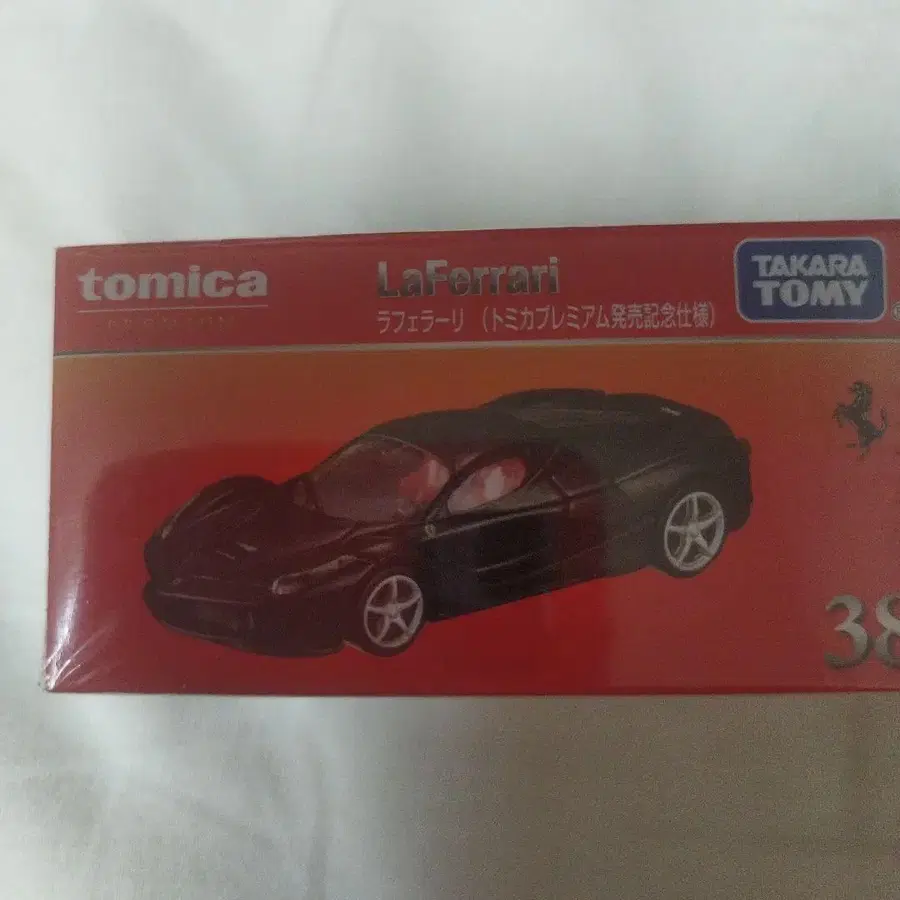 tomica
PREMIUM
LaFerrari
ラフェラーリ (トミカプレミアム発売記念仕様)
TAKARA
TOMY
38